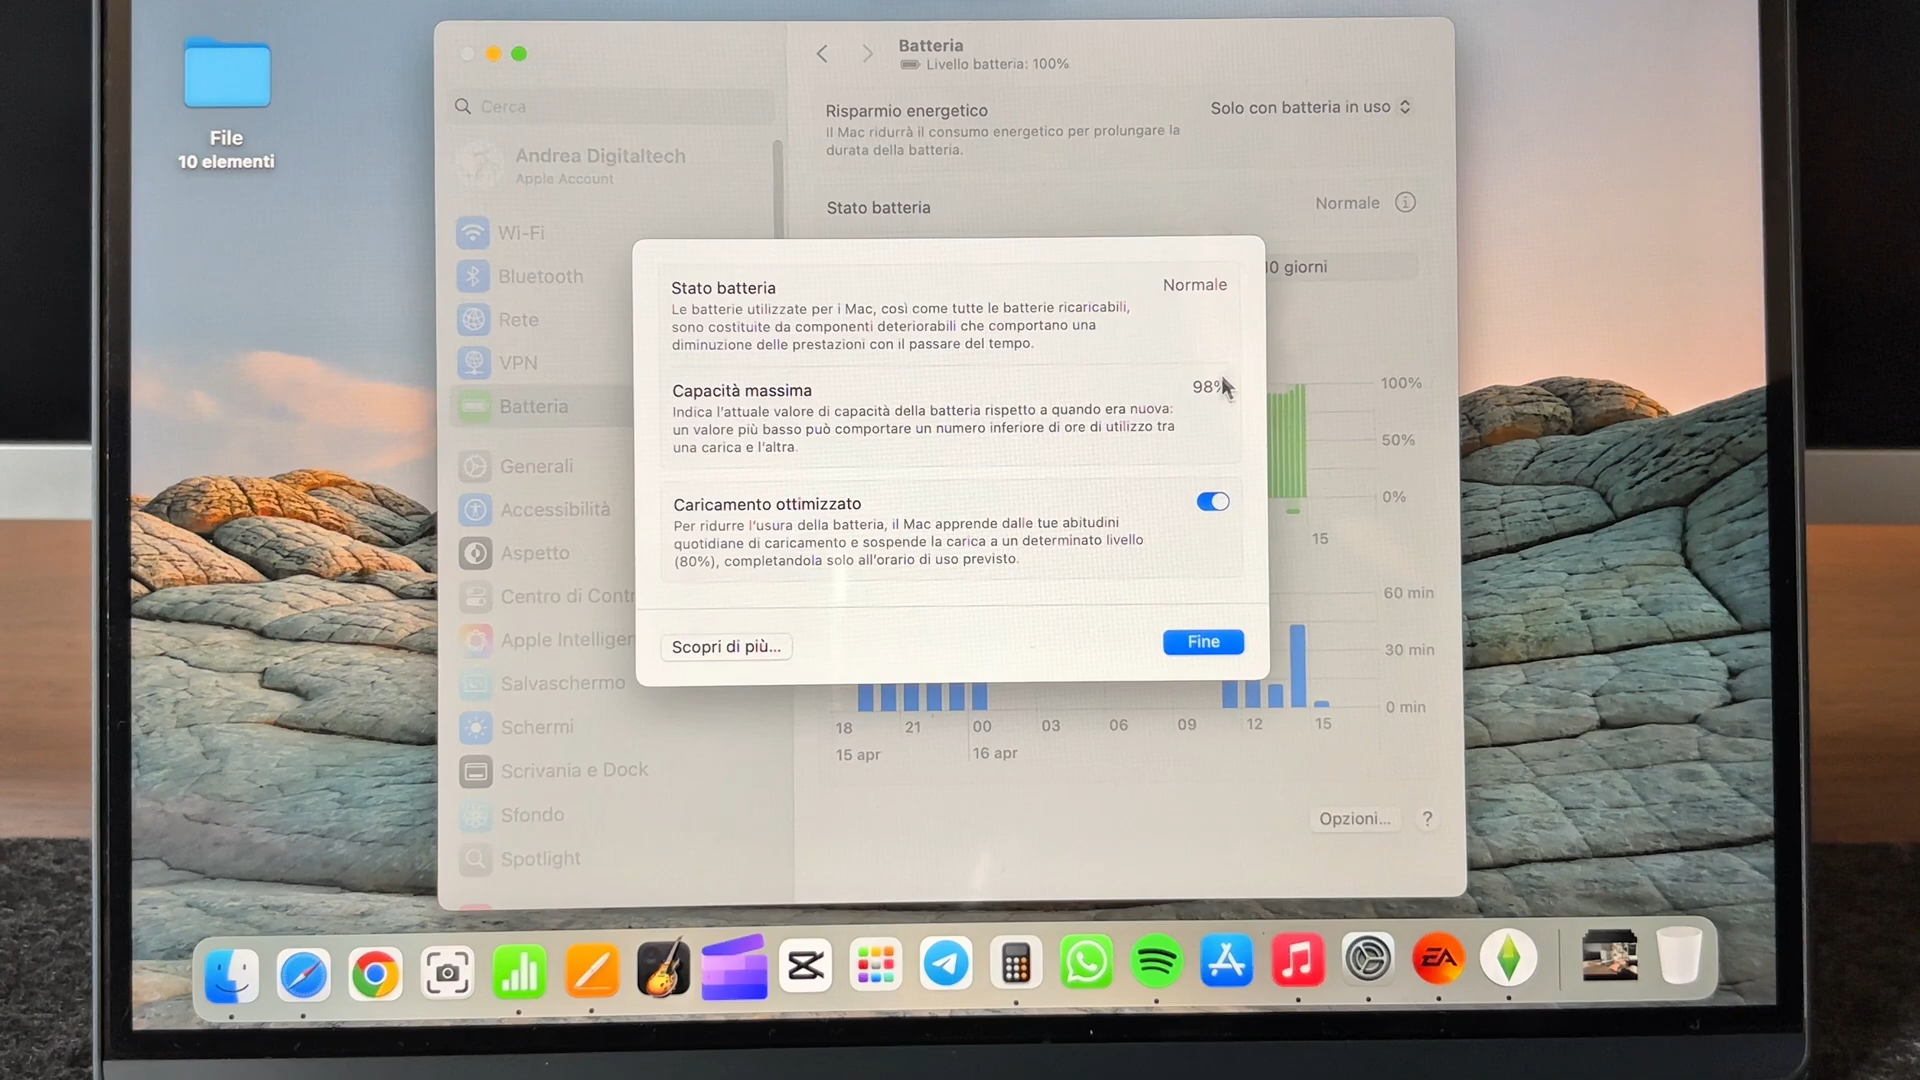 File
10 elementi
Cerca
Andrea Digitaltech
Apple Account
Wi-Fi
Bluetooth
Rete
VPN
Batteria
Generali
Accessibilità
Aspetto
Centro di Contr
Apple Intelligen
Salvaschermo
Schermi
Scrivania e Dock
Sfondo
Spotlight
Batteria
Livello batteria: 100%
Risparmio energetico
Solo con batteria in uso
Il Mac ridurrà il consumo energetico per prolungare la
durata della batteria.
Stato batteria
Normale
10 giorni
Stato batteria
Normale
Le batterie utilizzate per i Mac, così come tutte le batterie ricaricabili,
sono costituite da componenti deteriorabili che comportano una
diminuzione delle prestazioni con il passare del tempo.
Capacità massima
98%
Indica l'attuale valore di capacità della batteria rispetto a quando era nuova:
un valore più basso può comportare un numero inferiore di ore di utilizzo tra
una carica e l'altra.
Caricamento ottimizzato
Per ridurre l'usura della batteria, il Mac apprende dalle tue abitudini
quotidiane di caricamento e sospende la carica a un determinato livello
(80%), completandola solo all'orario di uso previsto.
Scopri di più...
Fine
100%
50%
0%
15
60 min
30 min
0 min
18
21
00
03
06
09
12
15
15 apr
16 apr
Opzioni...
?
EA